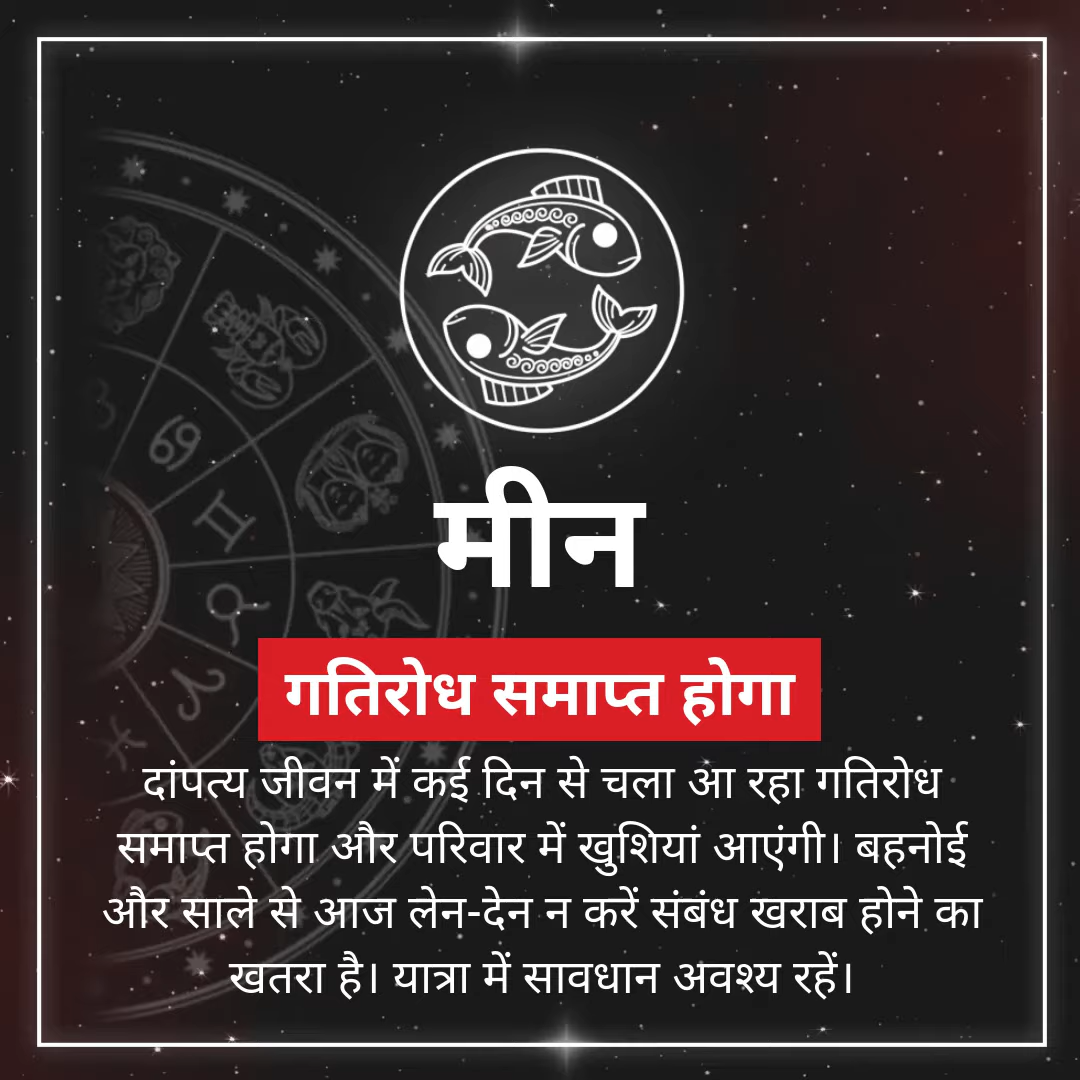 मीन
गतिरोध समाप्त होगा
दांपत्य जीवन में कई दिन से चला आ रहा गतिरोध
समाप्त होगा और परिवार में खुशियां आएंगी। बहनोई
और साले से आज लेन-देन न करें संबंध खराब होने का
खतरा है। यात्रा में सावधान अवश्य रहें।